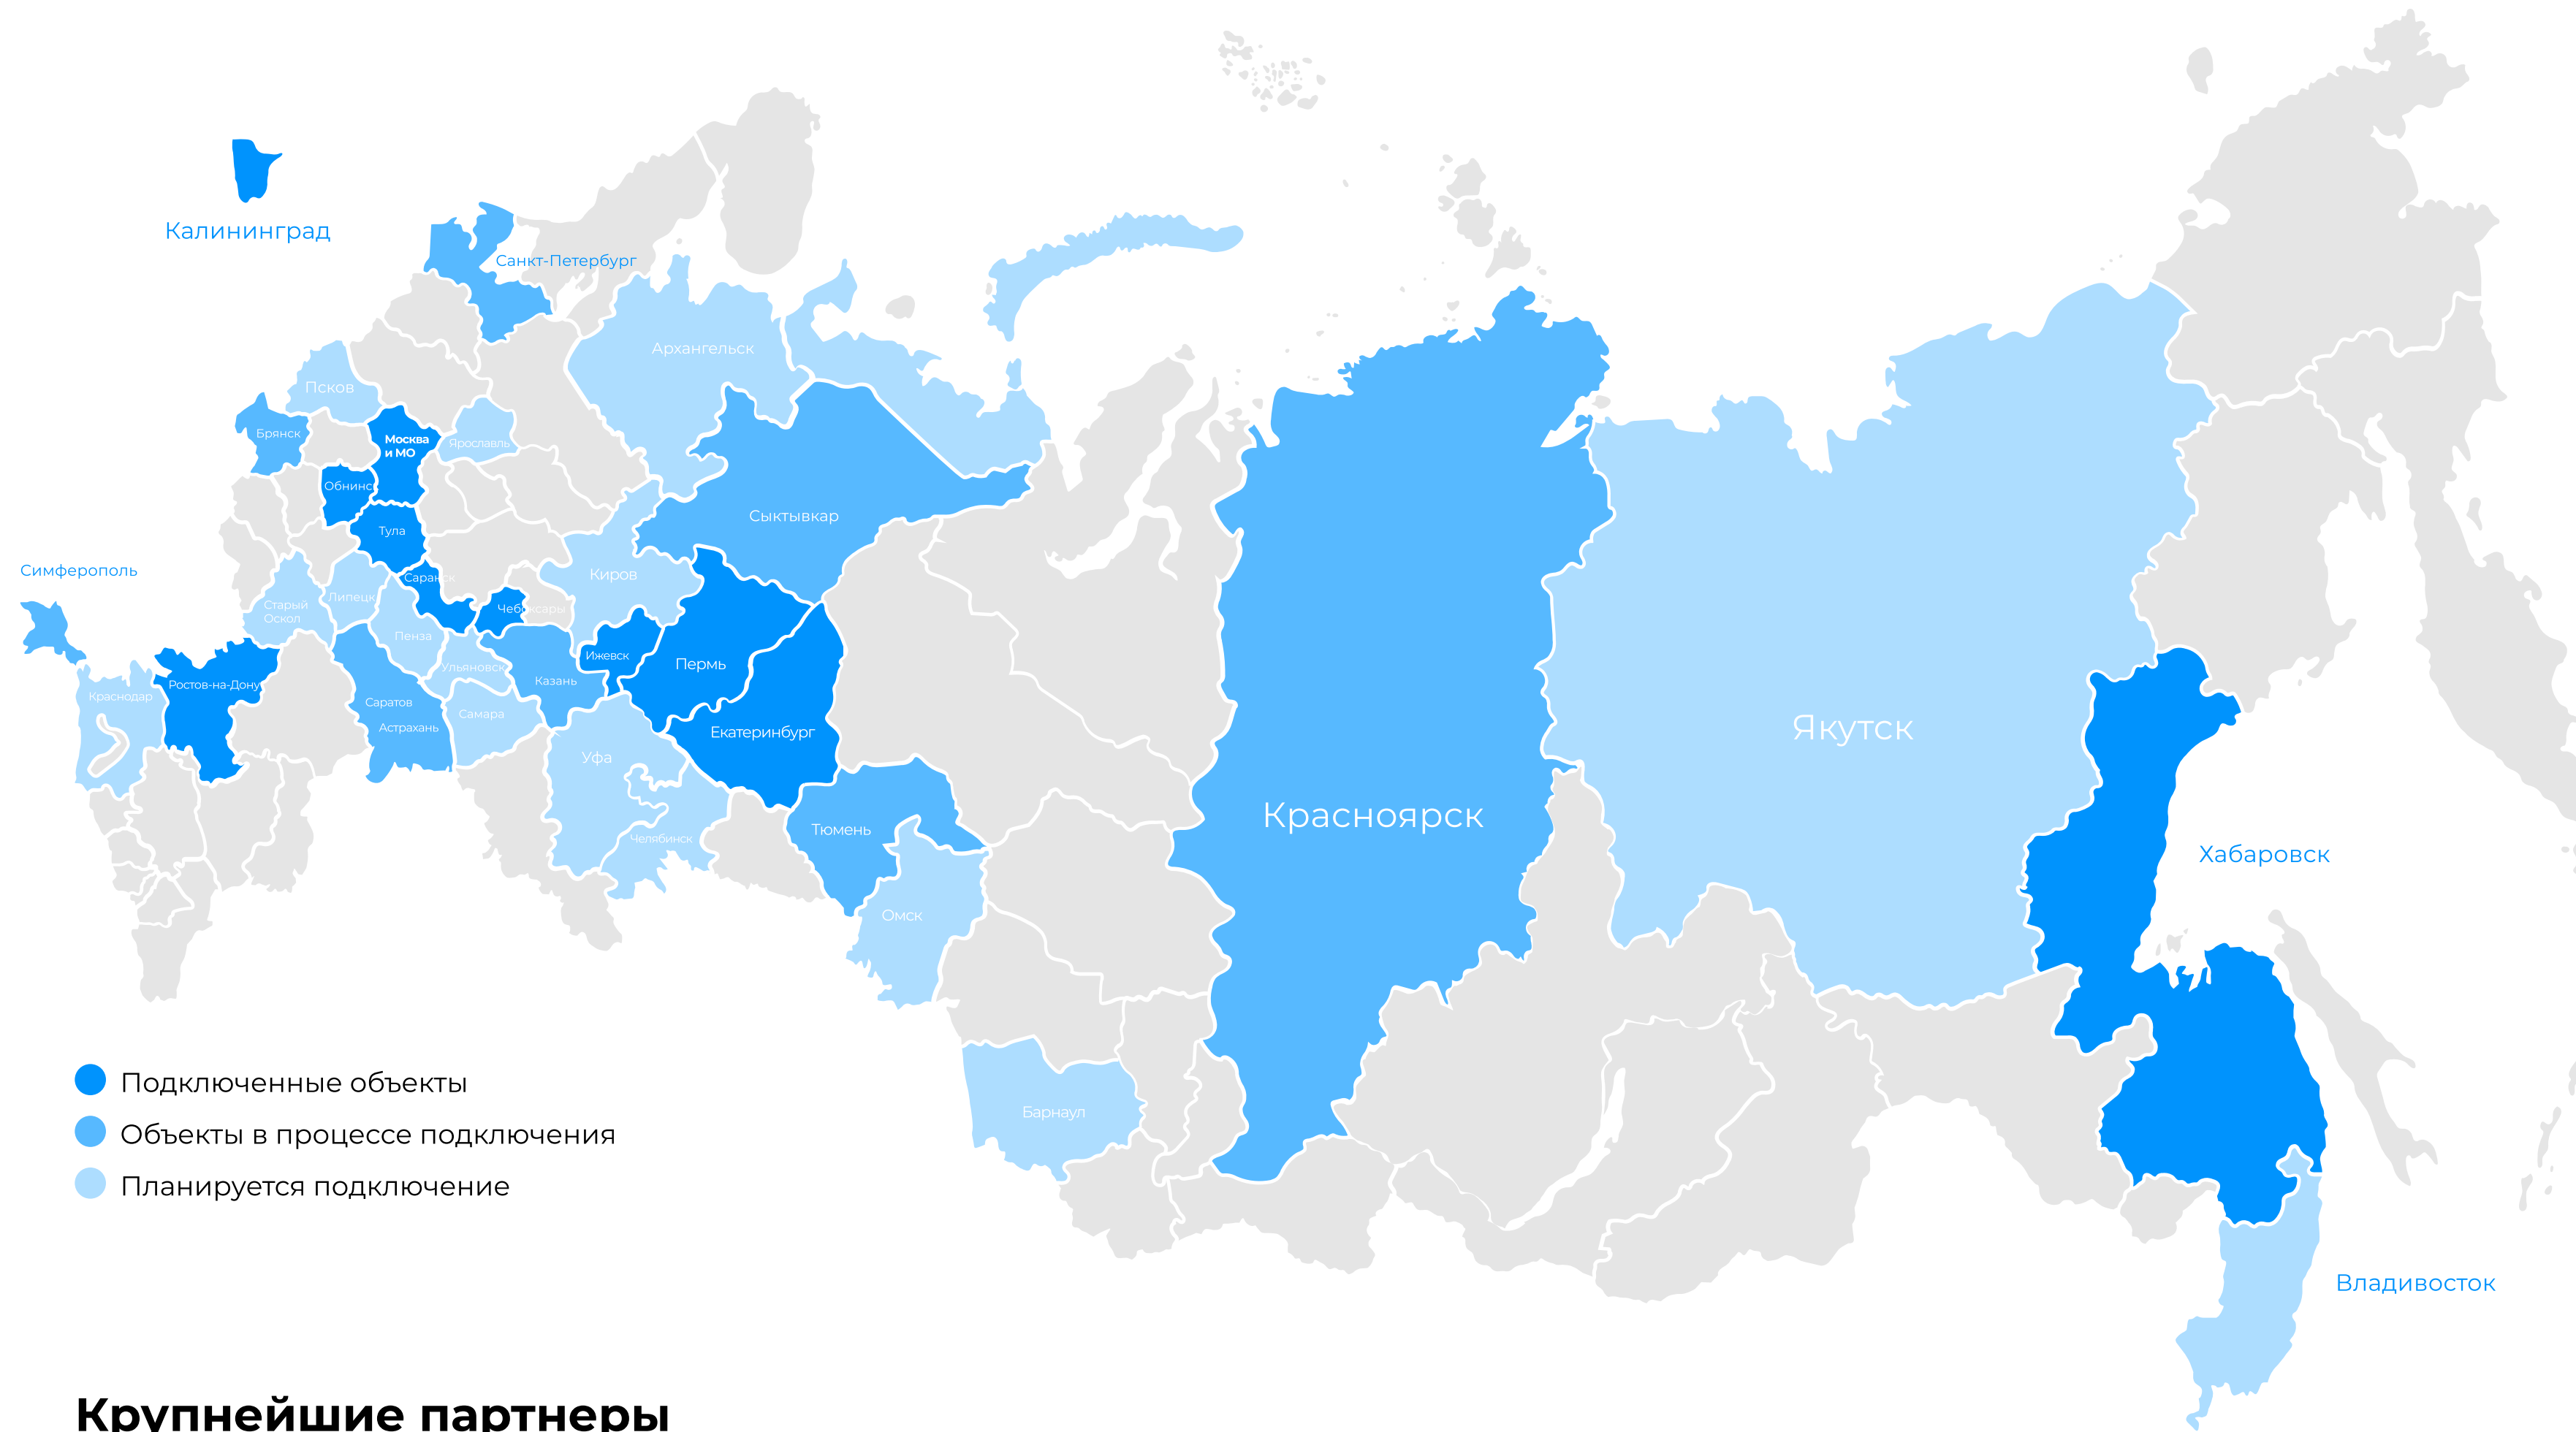 Калининград
Санкт-Петербург
Архангельск
Псков
Брянск
Москва
и МО
Ярославль
Обнинс
Сыктывкар
Тула
Симферополь
Саранск
Киров
Старый
Оскол
Липецк
Чебоксары
Пенза
Ижевск
Пермь
Ульяновск
Казань
Ростов-на-Дону
Краснодар
Саратов
Самара
Астрахань
Екатеринбург
Якутск
Уфа
Красноярск
Тюмень
Челябинск
Хабаровск
Омск
Подключенные объекты
Барнаул
Объекты в процессе подключения
Планируется подключение
Владивосток
Крупнейшие партнеры